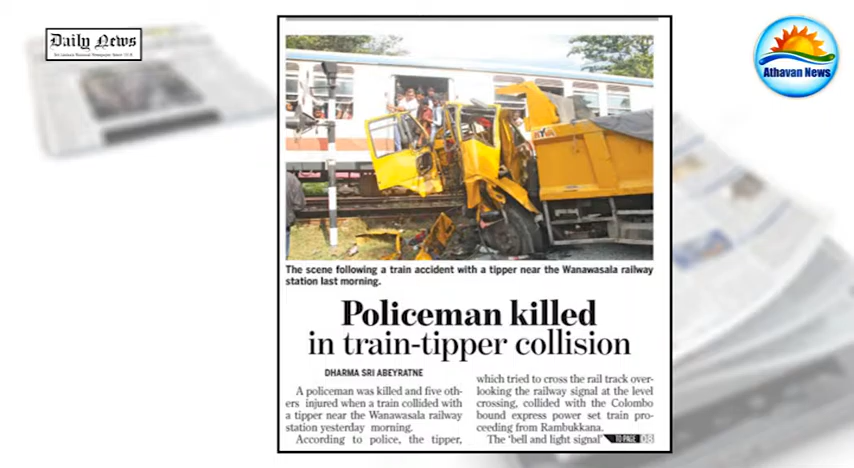 Daily News
Athavan News
The scene following a train accident with a tipper near the Wanawasala railway
station last morning.
Policeman killed
in train-tipper collision
DHARMA SRI ABEYRATNE
A policeman was killed and five oth-
ers injured when a train collided with
a tipper near the Wanawasala railway
station yesterday morning.
According to police, the tipper,
which tried to cross the rail track over-
looking the railway signal at the level
crossing, collided with the Colombo
bound express power set train pro-
ceeding from Rambukkana.
The ‘bell and light signal’ TO PAGE 08